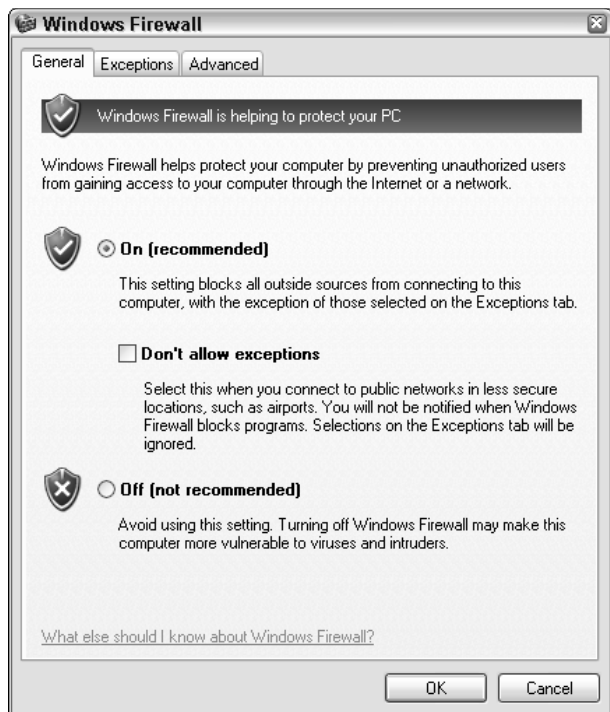 Windows Firewall
General Exceptions Advanced
Windows Firewall is helping to protect your PC
Windows Firewall helps protect your computer by preventing unauthorized users
from gaining access to your computer through the Internet or a network.
On (recommended)
This setting blocks all outside sources from connecting to this
computer, with the exception of those selected on the Exceptions tab.
Don't allow exceptions
Select this when you connect to public networks in less secure
locations, such as airports. You will not be notified when Windows
Firewall blocks programs. Selections on the Exceptions tab will be
ignored.
Off (not recommended)
Avoid using this setting. Turning off Windows Firewall may make this
computer more vulnerable to viruses and intruders.
What else should I know about Windows Firewall?
OK Cancel